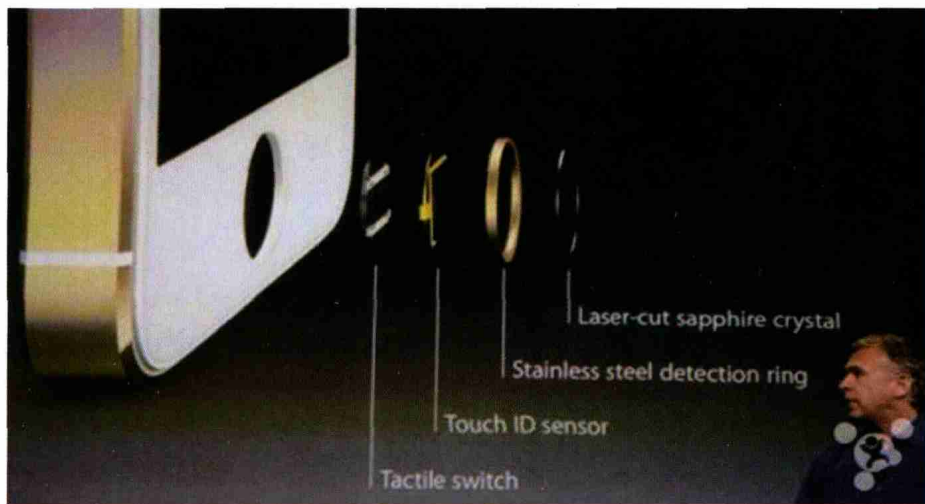 Laser-cut sapphire crystal
Stainless steel detection ring
Touch ID sensor
Tactile switch